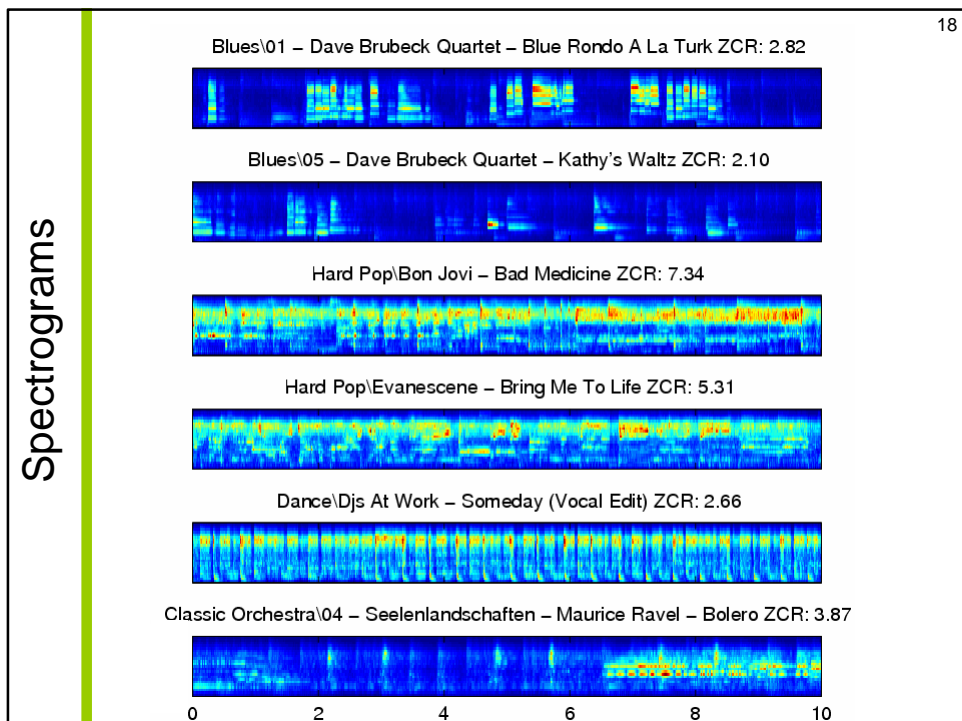 18
Spectrograms
Blues\01 – Dave Brubeck Quartet – Blue Rondo A La Turk ZCR: 2.82
Blues\05 – Dave Brubeck Quartet – Kathy's Waltz ZCR: 2.10
Hard Pop\Bon Jovi – Bad Medicine ZCR: 7.34
Hard Pop\Evanescene – Bring Me To Life ZCR: 5.31
Dance\Djs At Work – Someday (Vocal Edit) ZCR: 2.66
Classic Orchestra\04 – Seelenlandschaften – Maurice Ravel – Bolero ZCR: 3.87
0 2 4 6 8 10